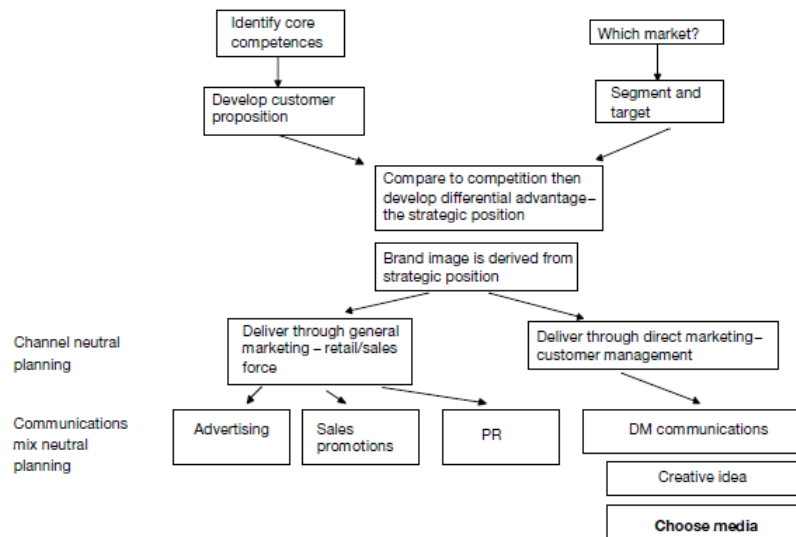 Identify core
competences
Which market?
Develop customer
proposition
Segment and
target
Compare to competition then
develop differential advantage–
the strategic position
Brand image is derived from
strategic position
Channel neutral
planning
Deliver through general
marketing – retail/sales
force
Deliver through direct marketing–
customer management
Communications
mix neutral
planning
Advertising
Sales
promotions
PR
DM communications
Creative idea
Choose media